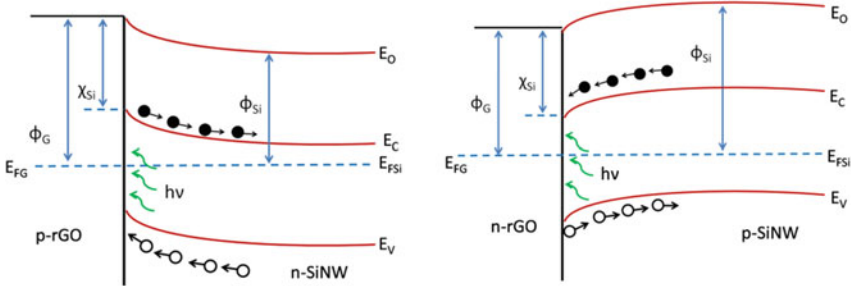 E_O
χ_Si
ϕ_Si
ϕ_G
E_C
E_FG
E_FSi
hν
p-rGO
E_V
n-SiNW
E_O
ϕ_Si
χ_Si
ϕ_G
E_C
E_FG
E_FSi
hν
E_V
n-rGO
p-SiNW